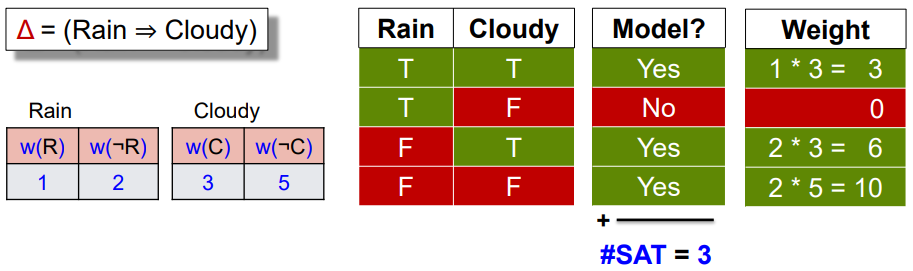 Δ = (Rain ⇒ Cloudy)
Rain Cloudy
w(R) w(¬R) w(C) w(¬C)
1 2 3 5
Rain Cloudy Model? Weight
T T Yes 1 * 3 = 3
T F No 0
F T Yes 2 * 3 = 6
F F Yes 2 * 5 = 10
+
#SAT = 3